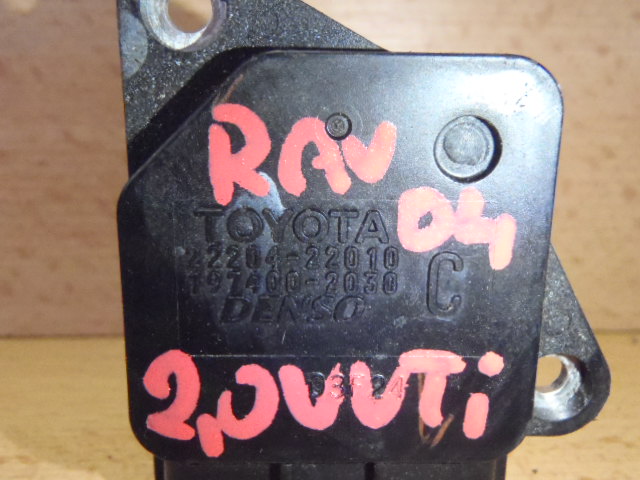 RAV
TOYOTA 04
22204-22010
197400-2030 C
DENSO
2,0VVTi